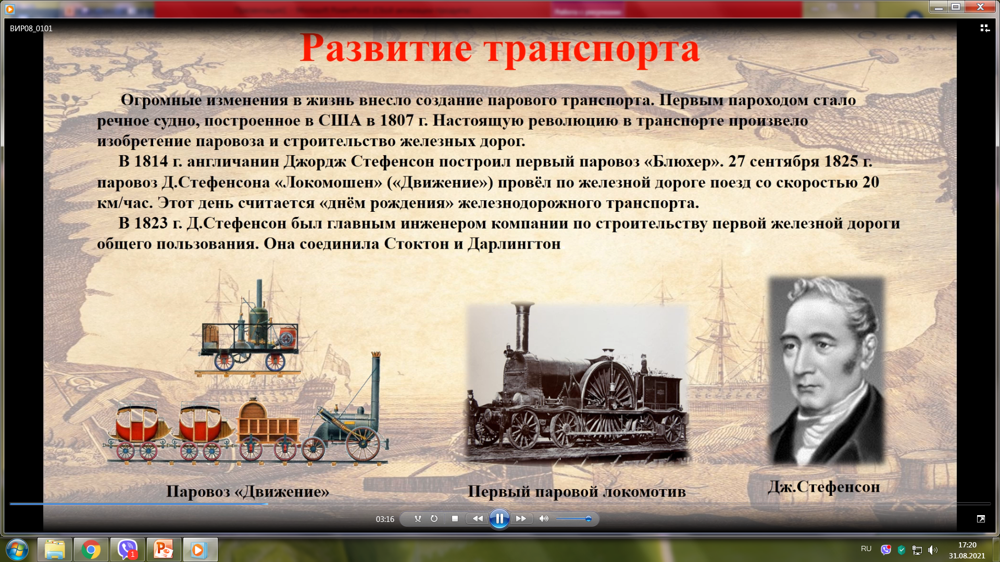 ВИР08_0101
Развитие транспорта
Огромные изменения в жизнь внесло создание парового транспорта. Первым пароходом стало
речное судно, построенное в США в 1807 г. Настоящую революцию в транспорте произвело
изобретение паровоза и строительство железных дорог.
В 1814 г. англичанин Джордж Стефенсон построил первый паровоз «Блюхер». 27 сентября 1825 г.
паровоз Д.Стефенсона «Локомошен» («Движение») провёл по железной дороге поезд со скоростью 20
км/час. Этот день считается «днём рождения» железнодорожного транспорта.
В 1823 г. Д.Стефенсон был главным инженером компании по строительству первой железной дороги
общего пользования. Она соединила Стоктон и Дарлингтон
Паровоз «Движение»
Первый паровой локомотив
Дж.Стефенсон
03:16
1
RU
17:20
31.08.2021